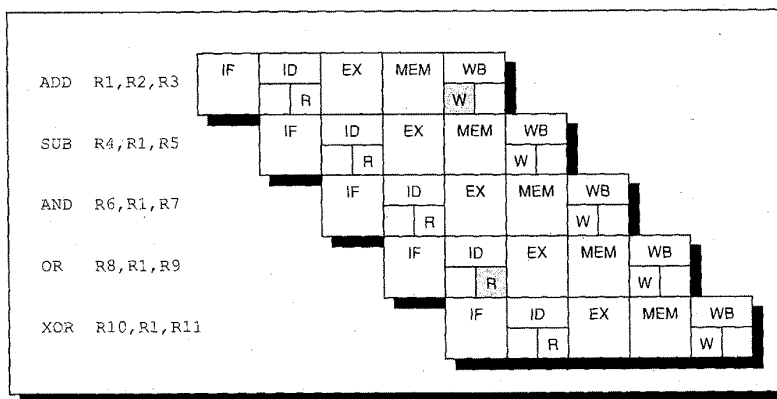 IF ID EX MEM WB
ADD R1,R2,R3
R W
IF ID EX MEM WB
SUB R4,R1,R5
R W
IF ID EX MEM WB
AND R6,R1,R7
R W
IF ID EX MEM WB
OR R8,R1,R9
R W
IF ID EX MEM WB
XOR R10,R1,R11
R W